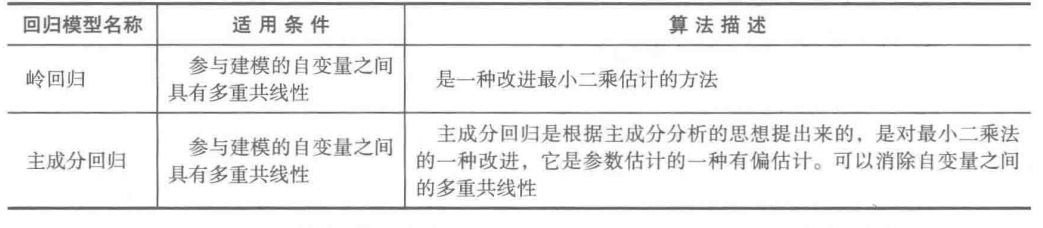 回归模型名称 适用条件 算法描述
岭回归 参与建模的自变量之间具有多重共线性 是一种改进最小二乘估计的方法
主成分回归 参与建模的自变量之间具有多重共线性 主成分回归是根据主成分分析的思想提出来的，是对最小二乘法
的一种改进，它是参数估计的一种有偏估计。可以消除自变量之间
的多重共线性